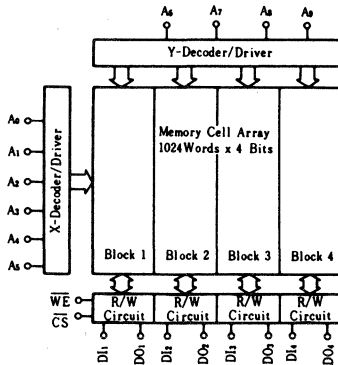 A₆ A₇ A₈ A₉
Y-Decoder/Driver
A₀
A₁
A₂
A₃
A₄
A₅
X-Decoder/Driver
Memory Cell Array
1024Words x 4 Bits
Block 1 Block 2 Block 3 Block 4
W̅E̅
C̅S̅
R/W R/W R/W R/W
Circuit Circuit Circuit Circuit
DI₁ DO₁ DI₂ DO₂ DI₃ DO₃ DI₄ DO₄